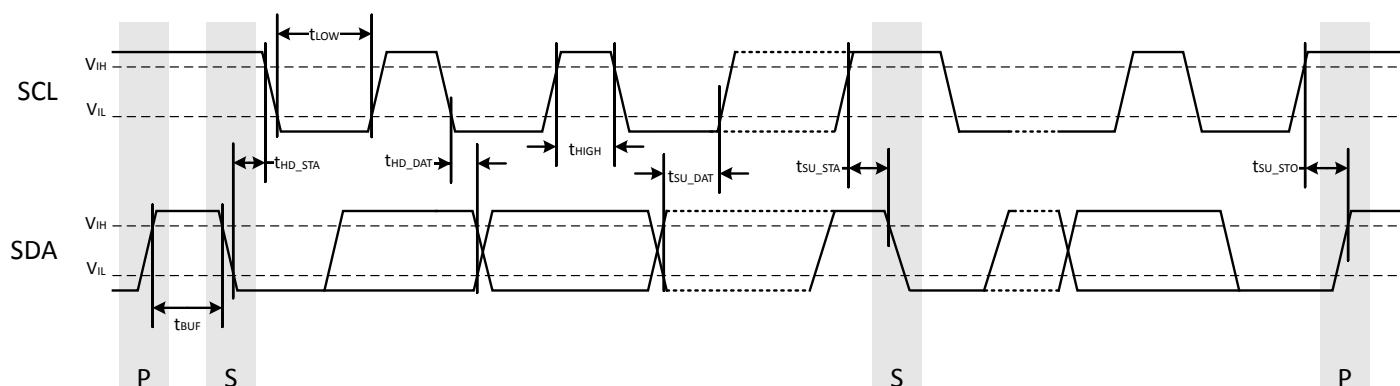 tLOW
VIH
SCL
VIL
tHD_STA
tHD_DAT
tHIGH
tSU_DAT
tSU_STA
tSU_STO
VIH
SDA
VIL
tBUF
P S S P